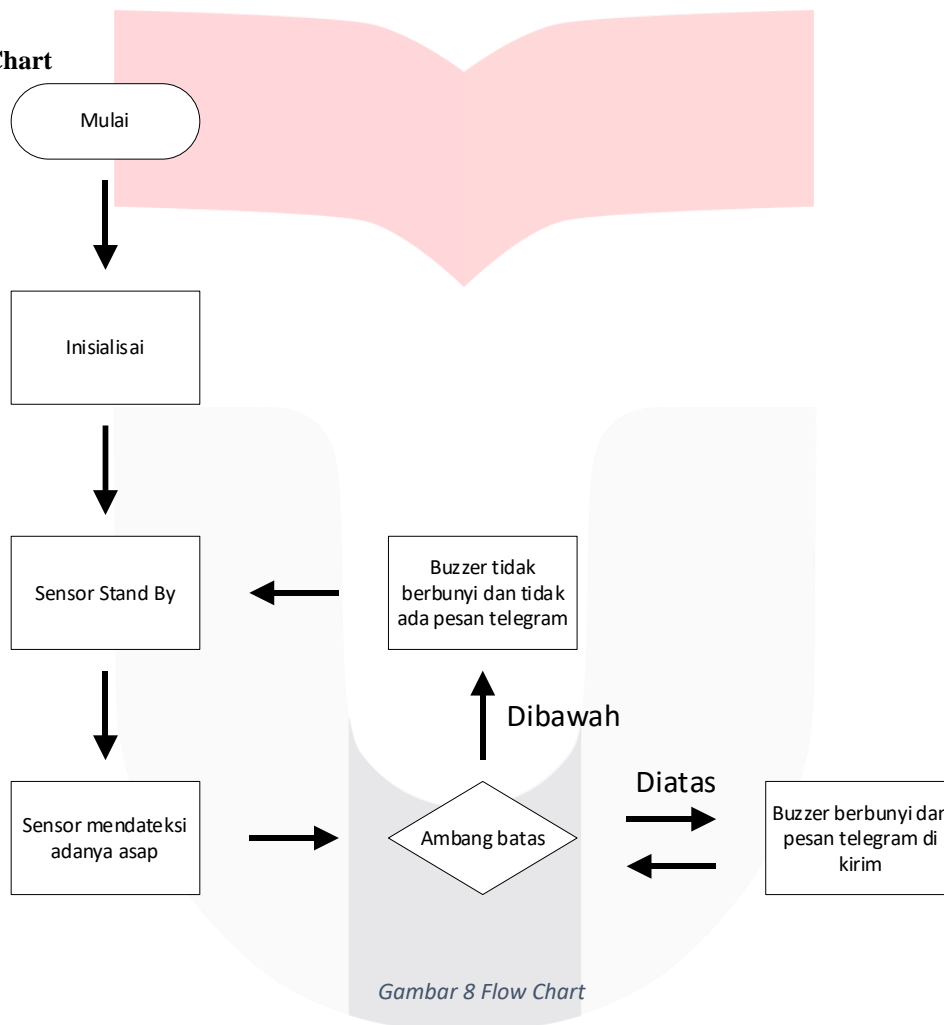 Chart
Mulai
Inisialisai
Sensor Stand By
Buzzer tidak
berbunyi dan tidak
ada pesan telegram
Dibawah
Sensor mendateksi
adanya asap
Ambang batas
Diatas
Buzzer berbunyi dan
pesan telegram di
kirim
Gambar 8 Flow Chart